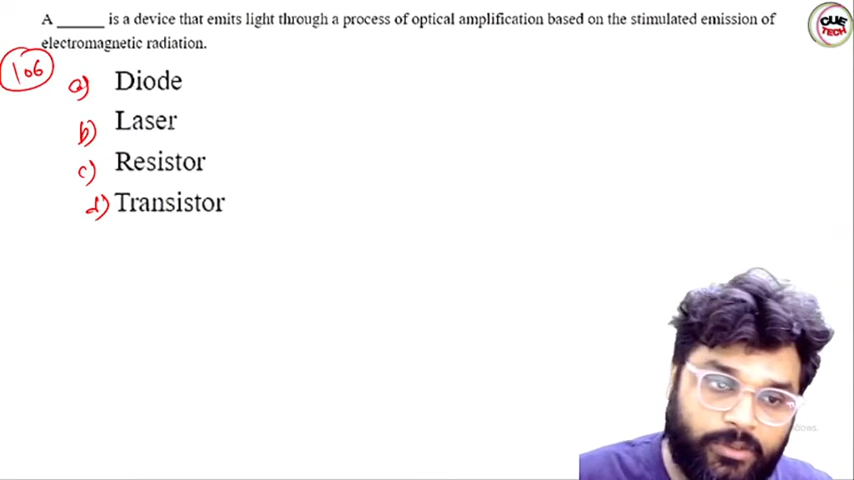 A ______ is a device that emits light through a process of optical amplification based on the stimulated emission of
electromagnetic radiation.
106
a) Diode
b) Laser
c) Resistor
d) Transistor
CUE
TECH